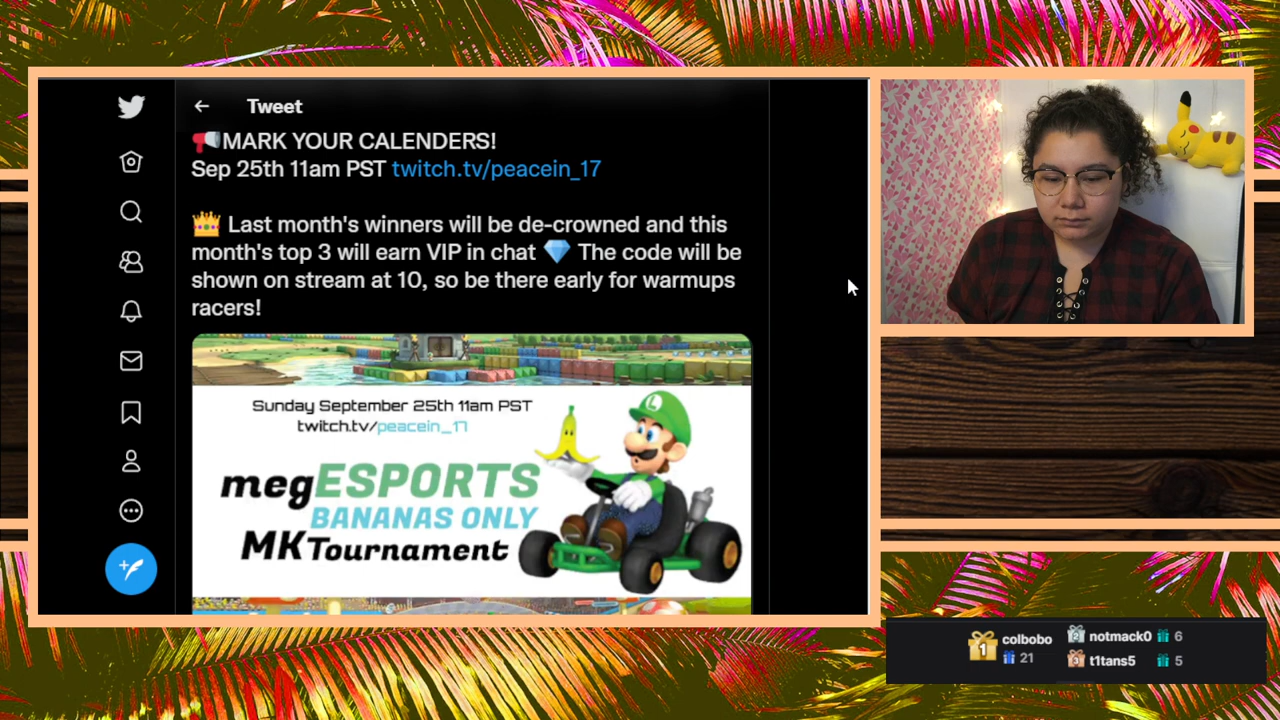 Tweet
📢MARK YOUR CALENDERS!
Sep 25th 11am PST twitch.tv/peacein_17
👑 Last month's winners will be de-crowned and this
month's top 3 will earn VIP in chat 💎 The code will be
shown on stream at 10, so be there early for warmups
racers!
Sunday September 25th 11am PST
twitch.tv/peacein_17
megESPORTS
BANANAS ONLY
MKTournament
1 colbobo 21
2 notmack0 6
3 t1tans5 5